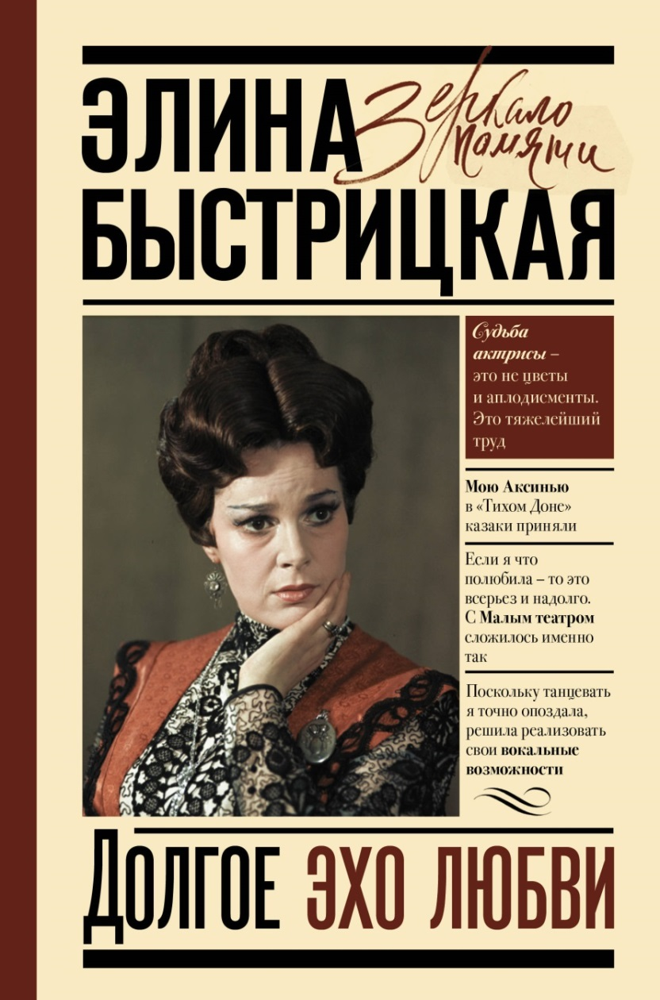 ЭЛИНА
Зеркало
памяти
БЫСТРИЦКАЯ
Судьба
актрисы –
это не цветы
и аплодисменты.
Это тяжелейший
труд
Мою Аксинью
в «Тихом Доне»
казаки приняли
Если я что
полюбила – то это
всерьез и надолго.
С Малым театром
сложилось именно
так
Поскольку танцевать
я точно опоздала,
решила реализовать
свои вокальные
возможности
Долгое эхо любви